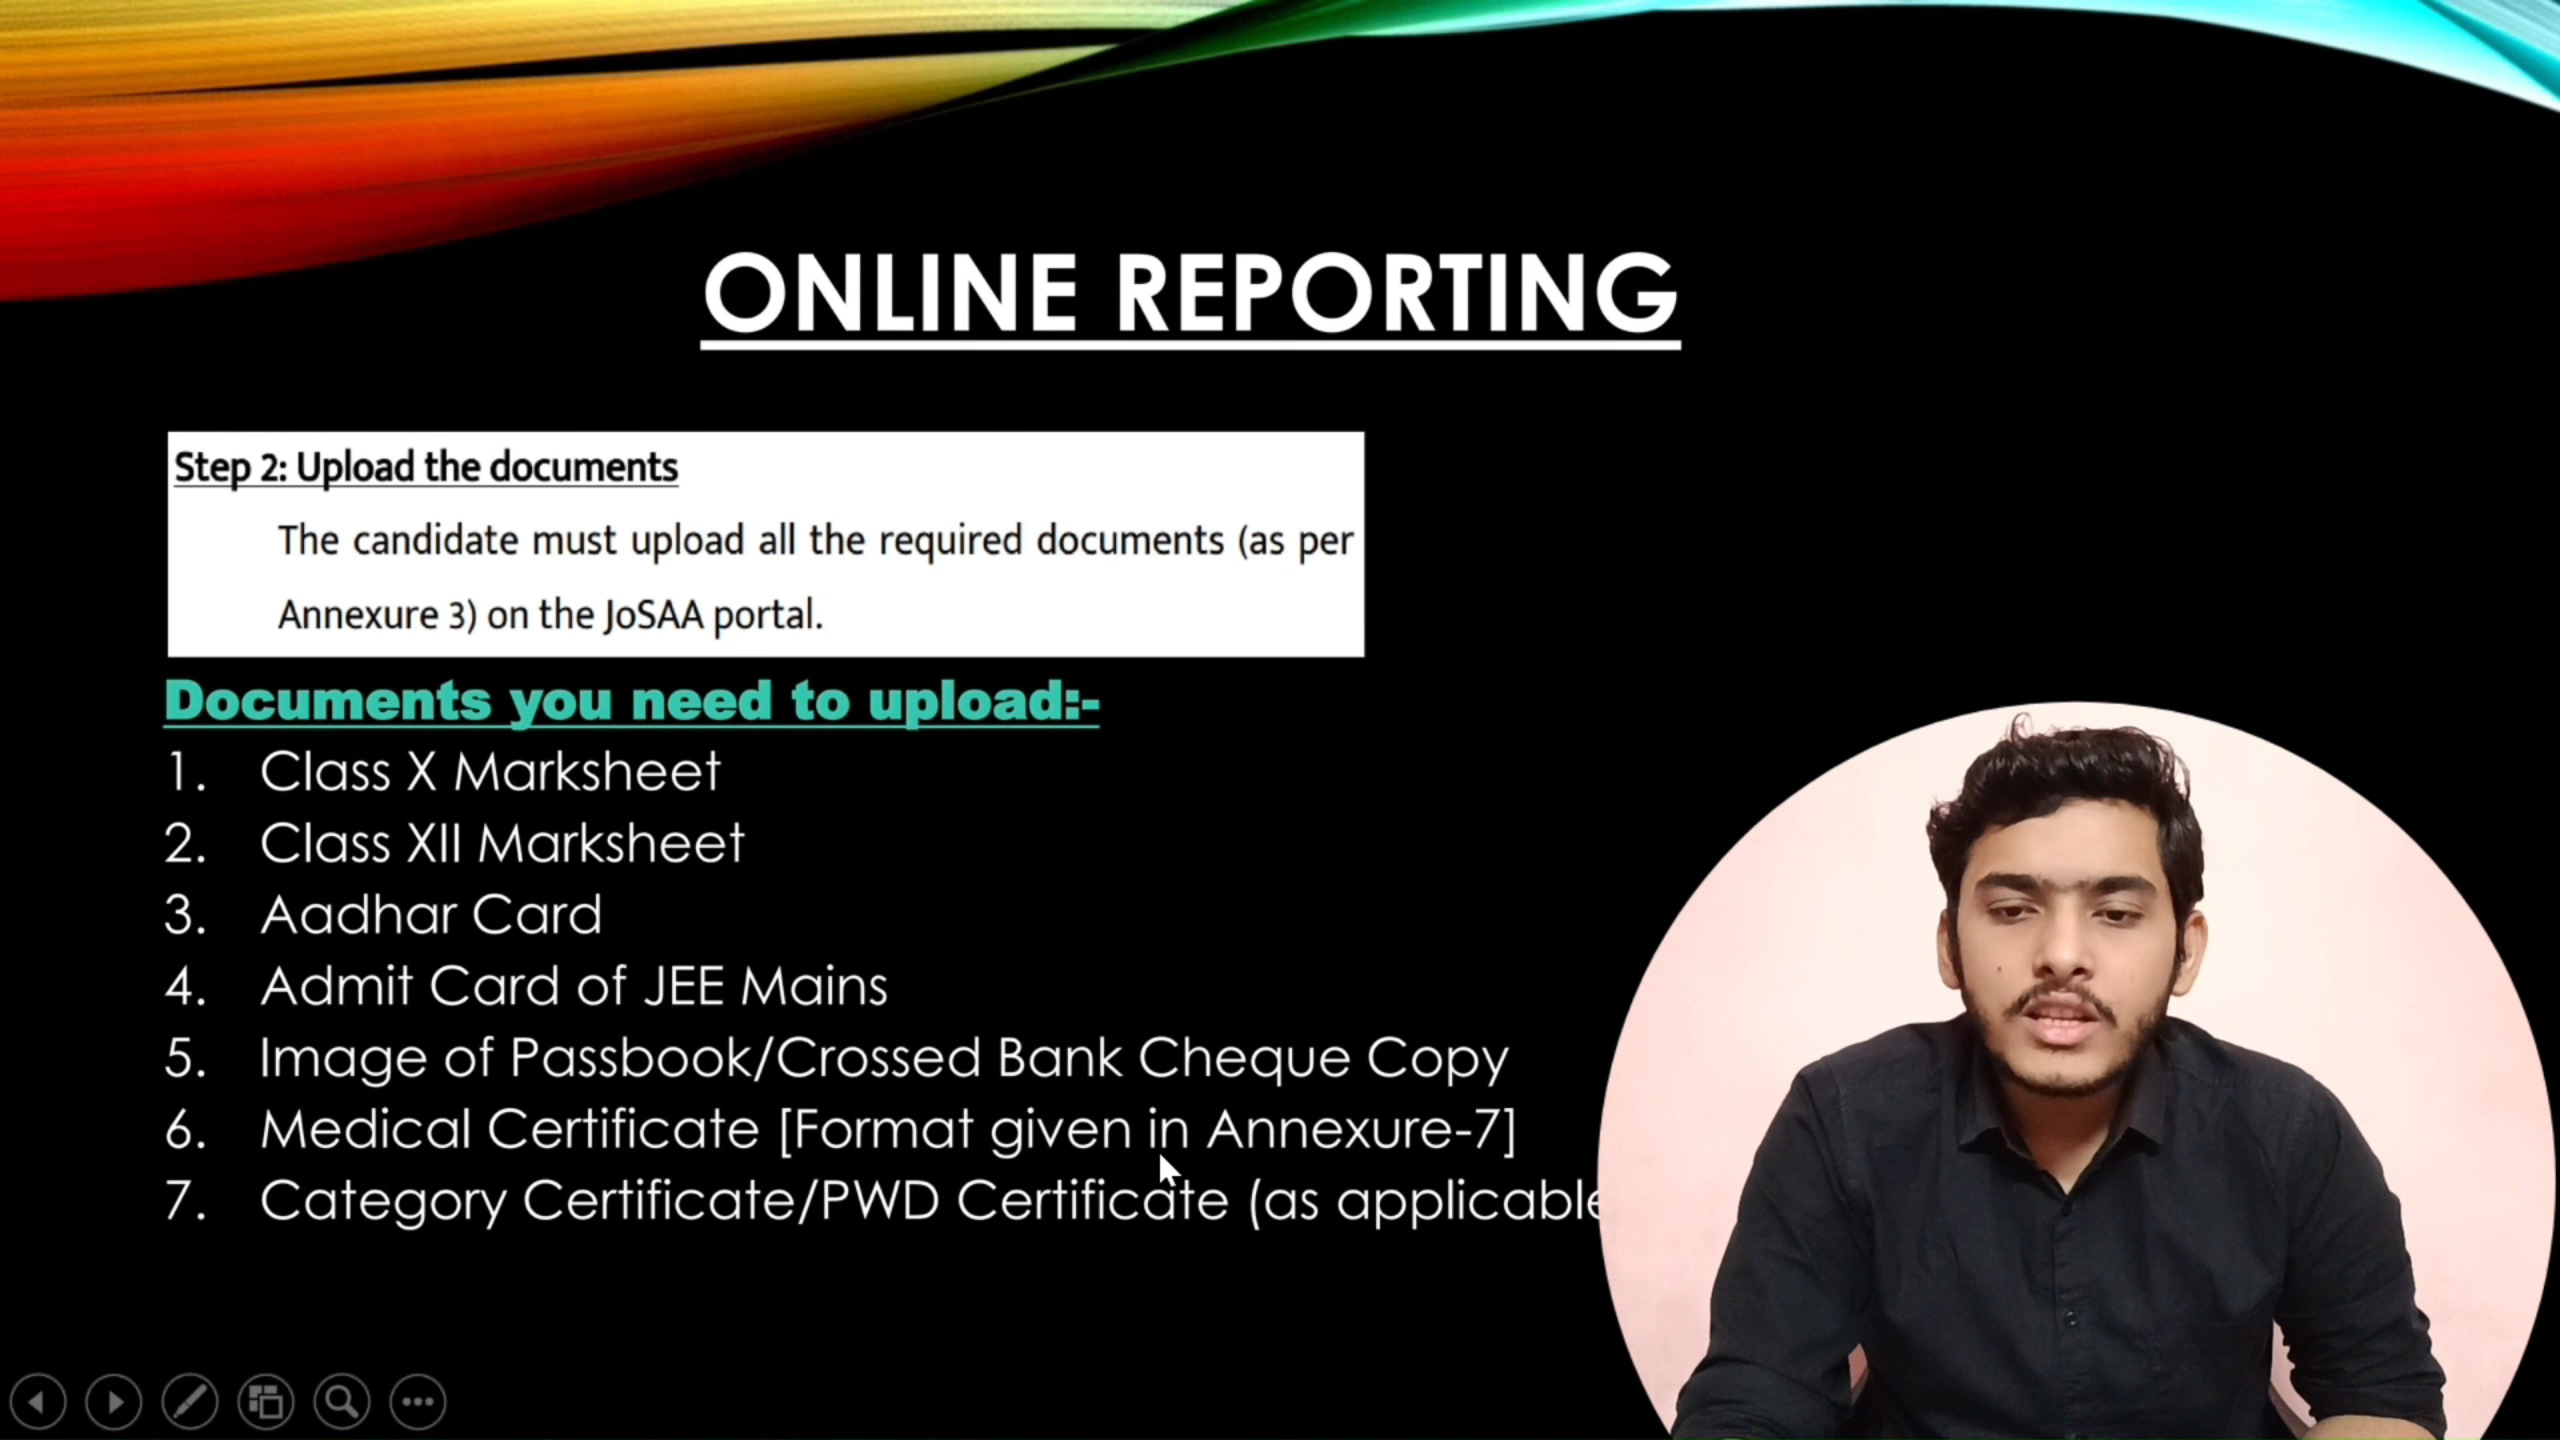 ONLINE REPORTING
Step 2: Upload the documents
The candidate must upload all the required documents (as per
Annexure 3) on the JoSAA portal.
Documents you need to upload:-
1. Class X Marksheet
2. Class XII Marksheet
3. Aadhar Card
4. Admit Card of JEE Mains
5. Image of Passbook/Crossed Bank Cheque Copy
6. Medical Certificate [Format given in Annexure-7]
7. Category Certificate/PWD Certificate (as applicable